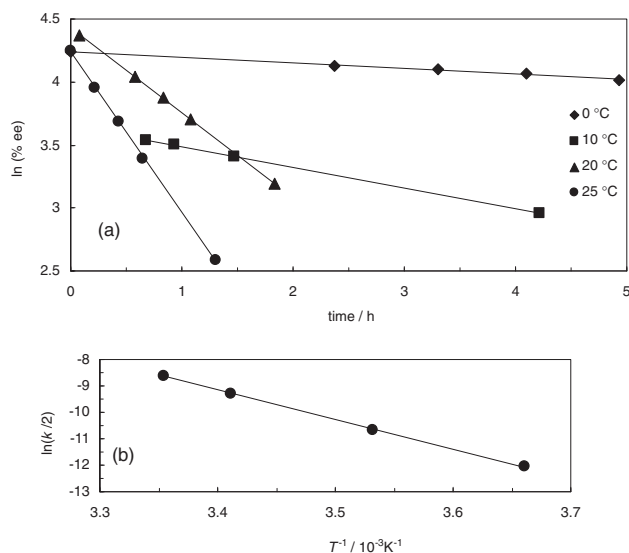 4.5
4
3.5
3
2.5
ln (% ee)
(a)
0 °C
10 °C
20 °C
25 °C
0 1 2 3 4 5
time / h
-8
-9
-10
-11
-12
-13
ln(k /2)
(b)
3.3 3.4 3.5 3.6 3.7
T⁻¹ / 10⁻³K⁻¹